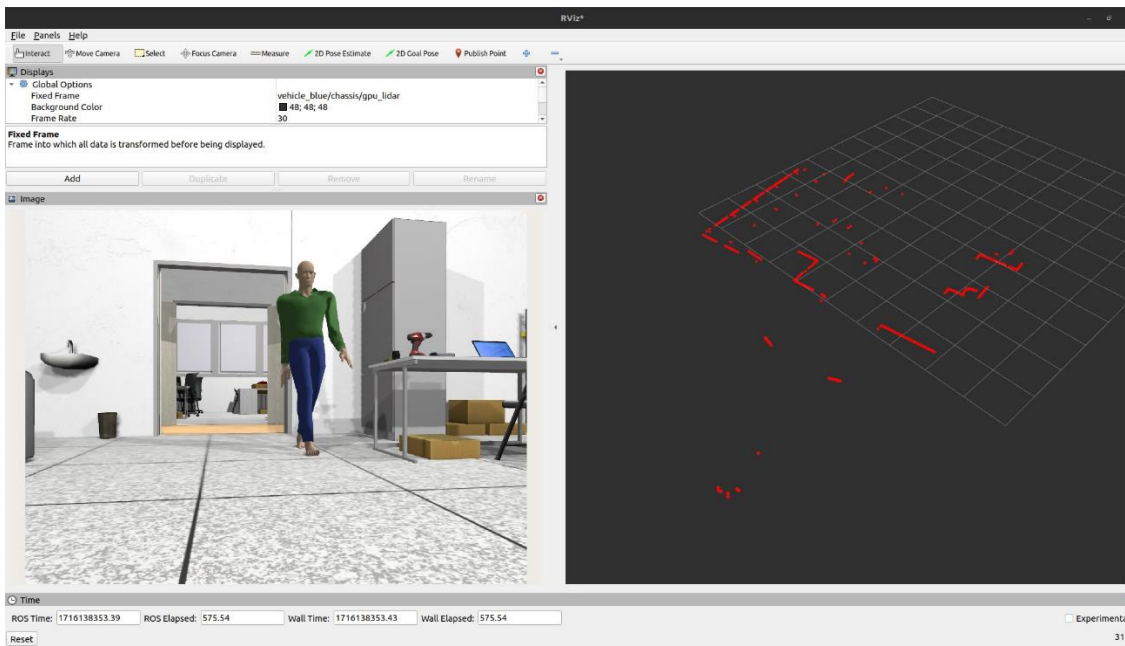 RViz*
File Panels Help
Interact Move Camera Select Focus Camera Measure 2D Pose Estimate 2D Goal Pose Publish Point
Displays
Global Options
Fixed Frame vehicle_blue/chassis/gpu_lidar
Background Color 48; 48; 48
Frame Rate 30
Fixed Frame
Frame into which all data is transformed before being displayed.
Add Duplicate Remove Rename
Image
Time
ROS Time: 1716138353.39 ROS Elapsed: 575.54 Wall Time: 1716138353.43 Wall Elapsed: 575.54 Experimenta
Reset 31